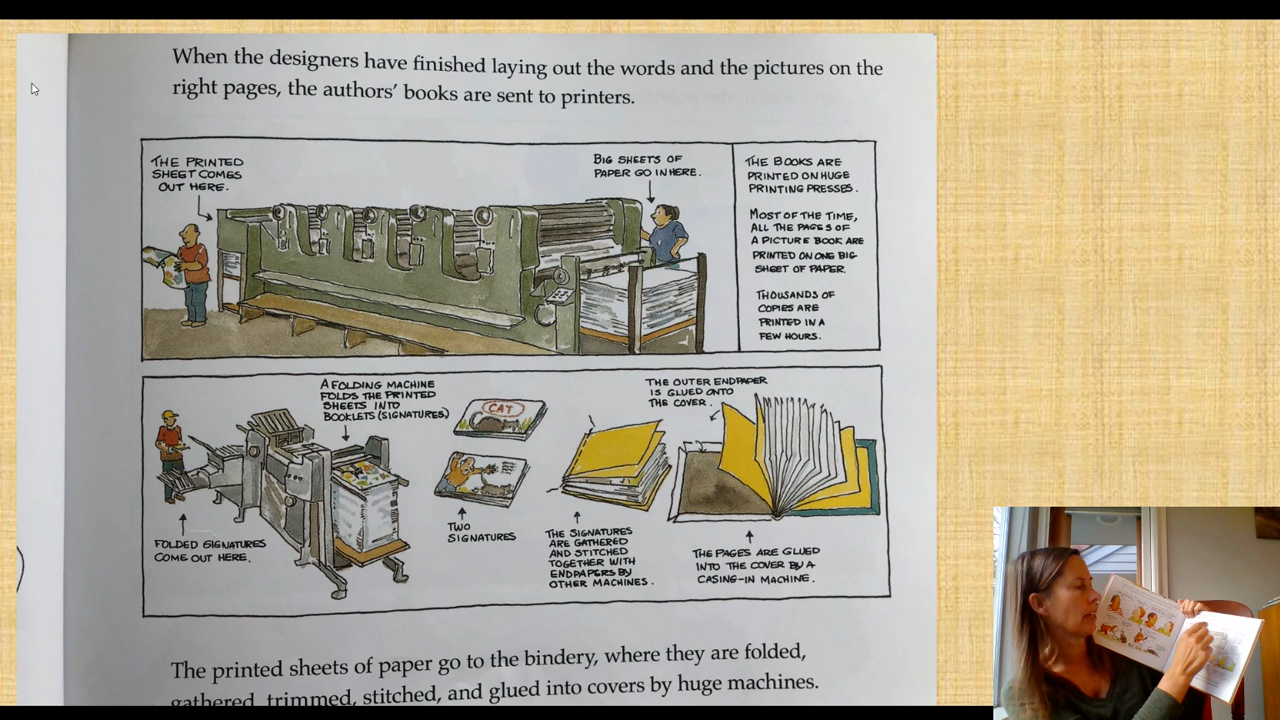 When the designers have finished laying out the words and the pictures on the
right pages, the authors' books are sent to printers.
THE PRINTED
SHEET COMES
OUT HERE.
BIG SHEETS OF
PAPER GO IN HERE.
THE BOOKS ARE
PRINTED ON HUGE
PRINTING PRESSES.
MOST OF THE TIME,
ALL THE PAGES OF
A PICTURE BOOK ARE
PRINTED ON ONE BIG
SHEET OF PAPER.
THOUSANDS OF
COPIES ARE
PRINTED IN A
FEW HOURS.
A FOLDING MACHINE
FOLDS THE PRINTED
SHEETS INTO
BOOKLETS (SIGNATURES)
FOLDED SIGNATURES
COME OUT HERE.
CAT
TWO
SIGNATURES
THE SIGNATURES
ARE GATHERED
AND STITCHED
TOGETHER WITH
ENDPAPERS BY
OTHER MACHINES.
THE OUTER ENDPAPER
IS GLUED ONTO
THE COVER.
THE PAGES ARE GLUED
INTO THE COVER BY A
CASING-IN MACHINE.
The printed sheets of paper go to the bindery, where they are folded,
gathered, trimmed, stitched, and glued into covers by huge machines.